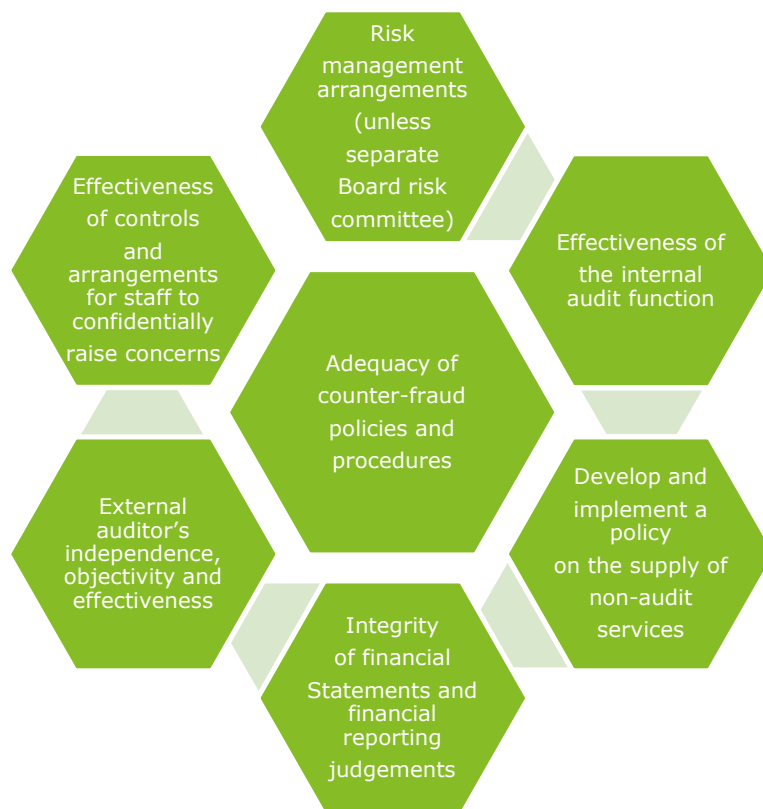 Risk
management
arrangements
(unless
separate
Board risk
committee)
Effectiveness of
the internal
audit function
Develop and
implement a
policy
on the supply of
non-audit
services
Integrity
of financial
Statements and
financial
reporting
judgements
External
auditor’s
independence,
objectivity and
effectiveness
Effectiveness
of controls
and
arrangements
for staff to
confidentially
raise concerns
Adequacy of
counter-fraud
policies and
procedures